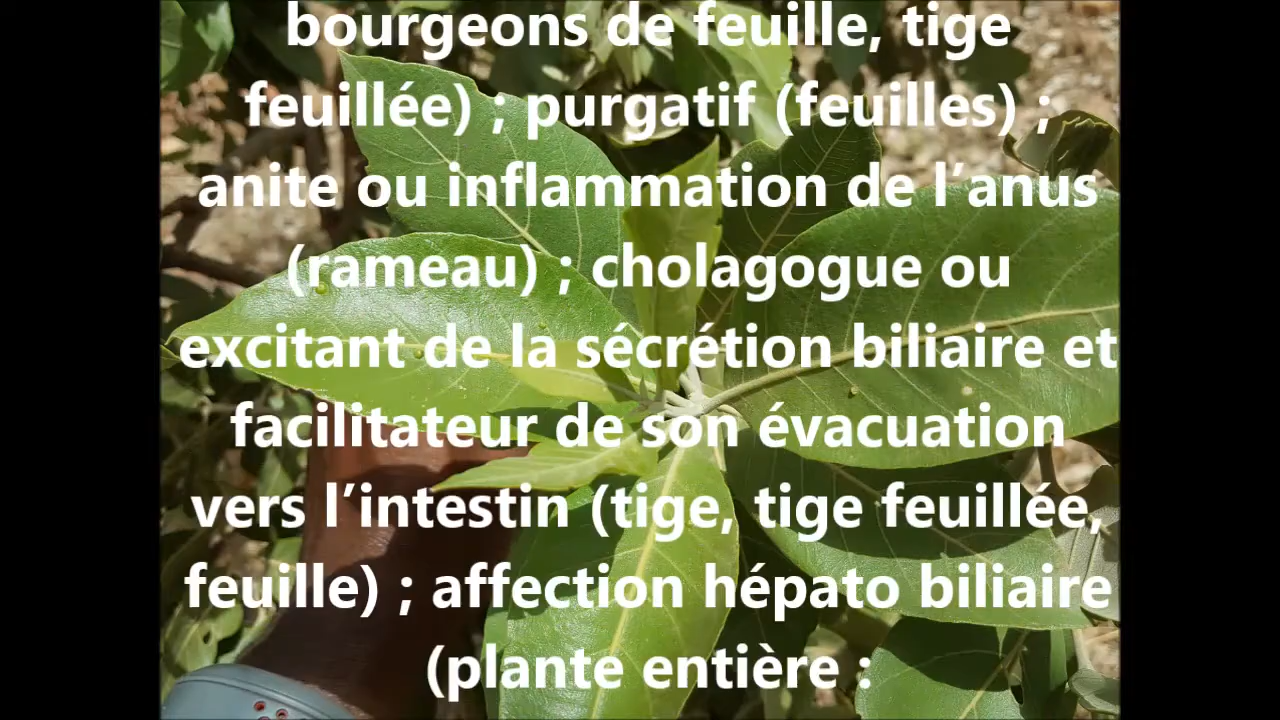 bourgeons de feuille, tige
feuillée) ; purgatif (feuilles) ;
anite ou inflammation de l’anus
(rameau) ; cholagogue ou
excitant de la sécrétion biliaire et
facilitateur de son évacuation
vers l’intestin (tige, tige feuillée,
feuille) ; affection hépato biliaire
(plante entière :